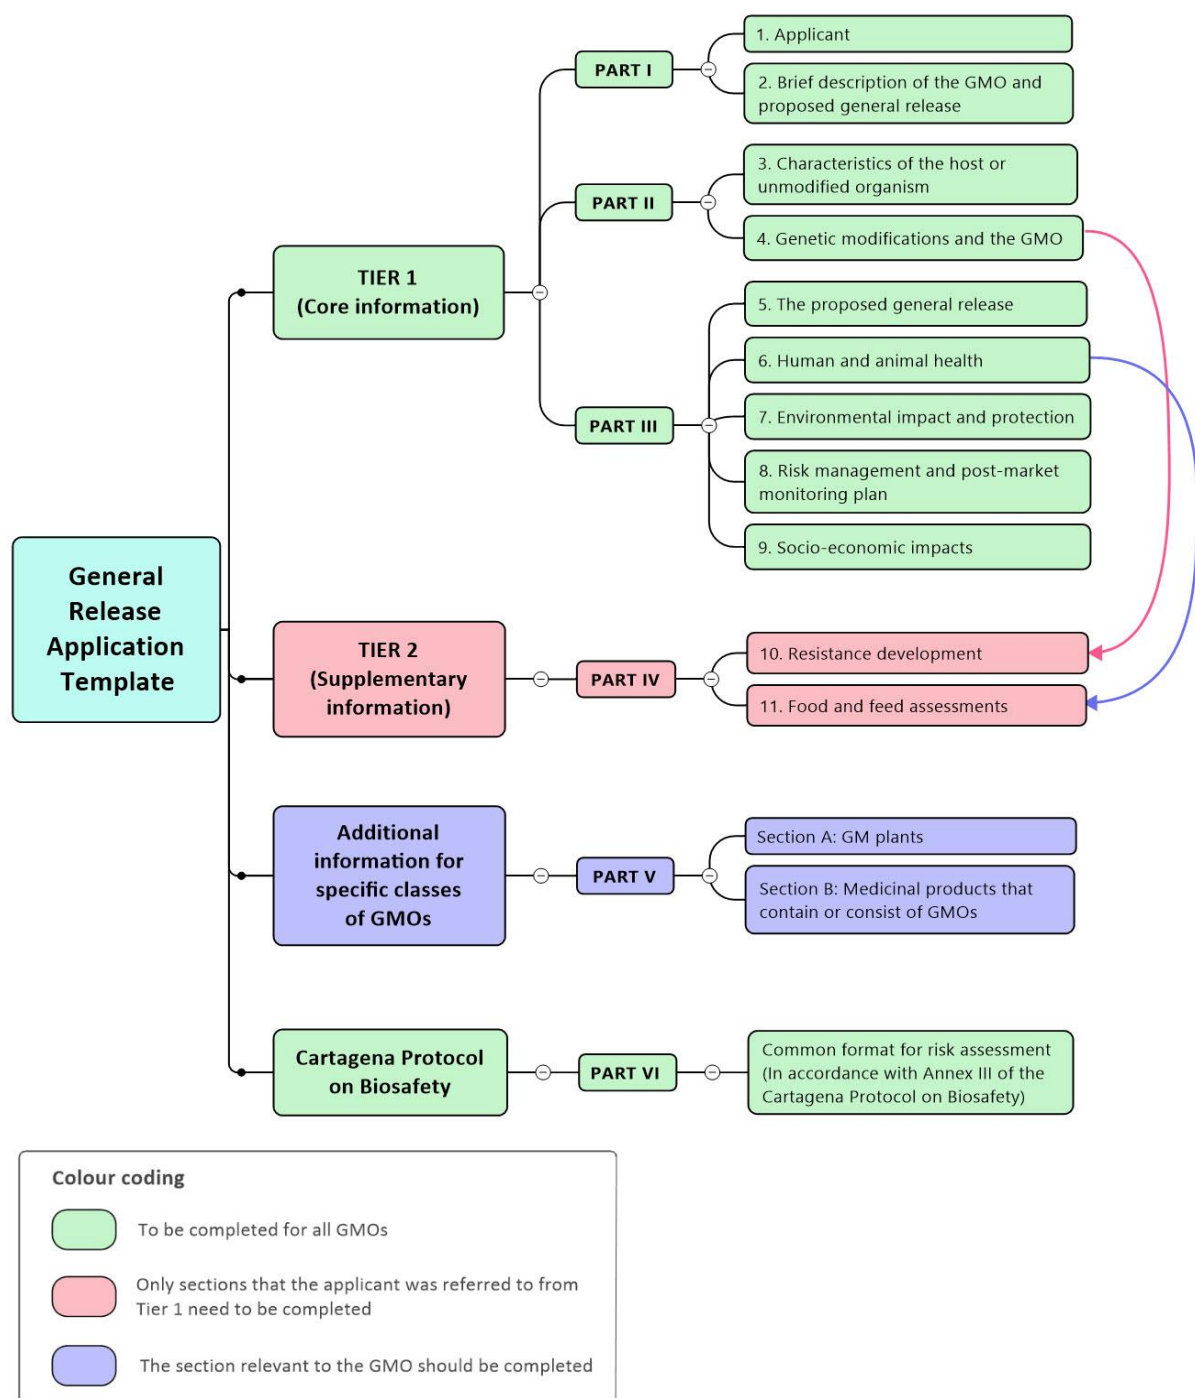 General
Release
Application
Template
TIER 1
(Core information)
PART I
1. Applicant
2. Brief description of the GMO and
proposed general release
PART II
3. Characteristics of the host or
unmodified organism
4. Genetic modifications and the GMO
PART III
5. The proposed general release
6. Human and animal health
7. Environmental impact and protection
8. Risk management and post-market
monitoring plan
9. Socio-economic impacts
TIER 2
(Supplementary
information)
PART IV
10. Resistance development
11. Food and feed assessments
Additional
information for
specific classes
of GMOs
PART V
Section A: GM plants
Section B: Medicinal products that
contain or consist of GMOs
Cartagena Protocol
on Biosafety
PART VI
Common format for risk assessment
(In accordance with Annex III of the
Cartagena Protocol on Biosafety)
Colour coding
To be completed for all GMOs
Only sections that the applicant was referred to from
Tier 1 need to be completed
The section relevant to the GMO should be completed